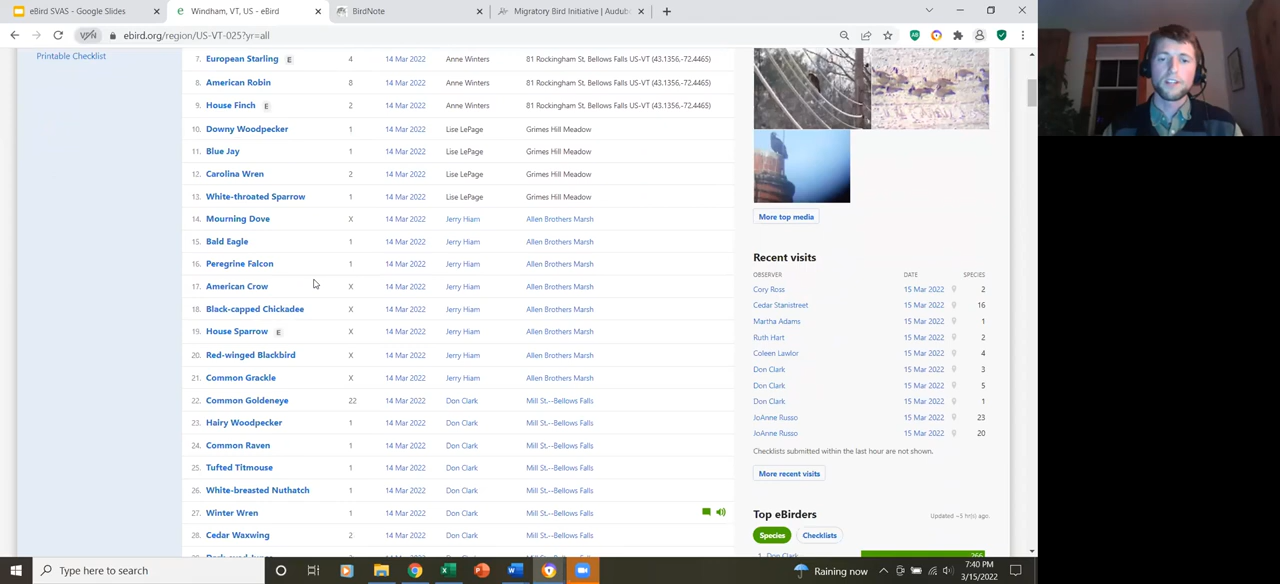 eBird SVAS - Google Slides
Windham, VT, US - eBird
BirdNote
Migratory Bird Initiative | Audub
VPN ebird.org/region/US-VT-025?yr=all
Printable Checklist
7. European Starling E 4 14 Mar 2022 Anne Winters 81 Rockingham St, Bellows Falls US-VT (43.1356,-72.4465)
8. American Robin 8 14 Mar 2022 Anne Winters 81 Rockingham St, Bellows Falls US-VT (43.1356,-72.4465)
9. House Finch E 2 14 Mar 2022 Anne Winters 81 Rockingham St, Bellows Falls US-VT (43.1356,-72.4465)
10. Downy Woodpecker 1 14 Mar 2022 Lise LePage Grimes Hill Meadow
11. Blue Jay 1 14 Mar 2022 Lise LePage Grimes Hill Meadow
12. Carolina Wren 2 14 Mar 2022 Lise LePage Grimes Hill Meadow
13. White-throated Sparrow 1 14 Mar 2022 Lise LePage Grimes Hill Meadow
14. Mourning Dove X 14 Mar 2022 Jerry Hiam Allen Brothers Marsh
15. Bald Eagle 1 14 Mar 2022 Jerry Hiam Allen Brothers Marsh
16. Peregrine Falcon 1 14 Mar 2022 Jerry Hiam Allen Brothers Marsh
17. American Crow X 14 Mar 2022 Jerry Hiam Allen Brothers Marsh
18. Black-capped Chickadee X 14 Mar 2022 Jerry Hiam Allen Brothers Marsh
19. House Sparrow E X 14 Mar 2022 Jerry Hiam Allen Brothers Marsh
20. Red-winged Blackbird X 14 Mar 2022 Jerry Hiam Allen Brothers Marsh
21. Common Grackle X 14 Mar 2022 Jerry Hiam Allen Brothers Marsh
22. Common Goldeneye 22 14 Mar 2022 Don Clark Mill St.--Bellows Falls
23. Hairy Woodpecker 1 14 Mar 2022 Don Clark Mill St.--Bellows Falls
24. Common Raven 1 14 Mar 2022 Don Clark Mill St.--Bellows Falls
25. Tufted Titmouse 1 14 Mar 2022 Don Clark Mill St.--Bellows Falls
26. White-breasted Nuthatch 1 14 Mar 2022 Don Clark Mill St.--Bellows Falls
27. Winter Wren 1 14 Mar 2022 Don Clark Mill St.--Bellows Falls
28. Cedar Waxwing 2 14 Mar 2022 Don Clark Mill St.--Bellows Falls
More top media
Recent visits
OBSERVER DATE SPECIES
Cory Ross 15 Mar 2022 2
Cedar Stanistreet 15 Mar 2022 16
Martha Adams 15 Mar 2022 1
Ruth Hart 15 Mar 2022 2
Coleen Lawlor 15 Mar 2022 4
Don Clark 15 Mar 2022 3
Don Clark 15 Mar 2022 5
Don Clark 15 Mar 2022 1
JoAnne Russo 15 Mar 2022 23
JoAnne Russo 15 Mar 2022 20
Checklists submitted within the last hour are not shown.
More recent visits
Top eBirders Updated ~5 hr(s) ago.
Species Checklists
1. Don Clark 266
Type here to search
Raining now
7:40 PM
3/15/2022